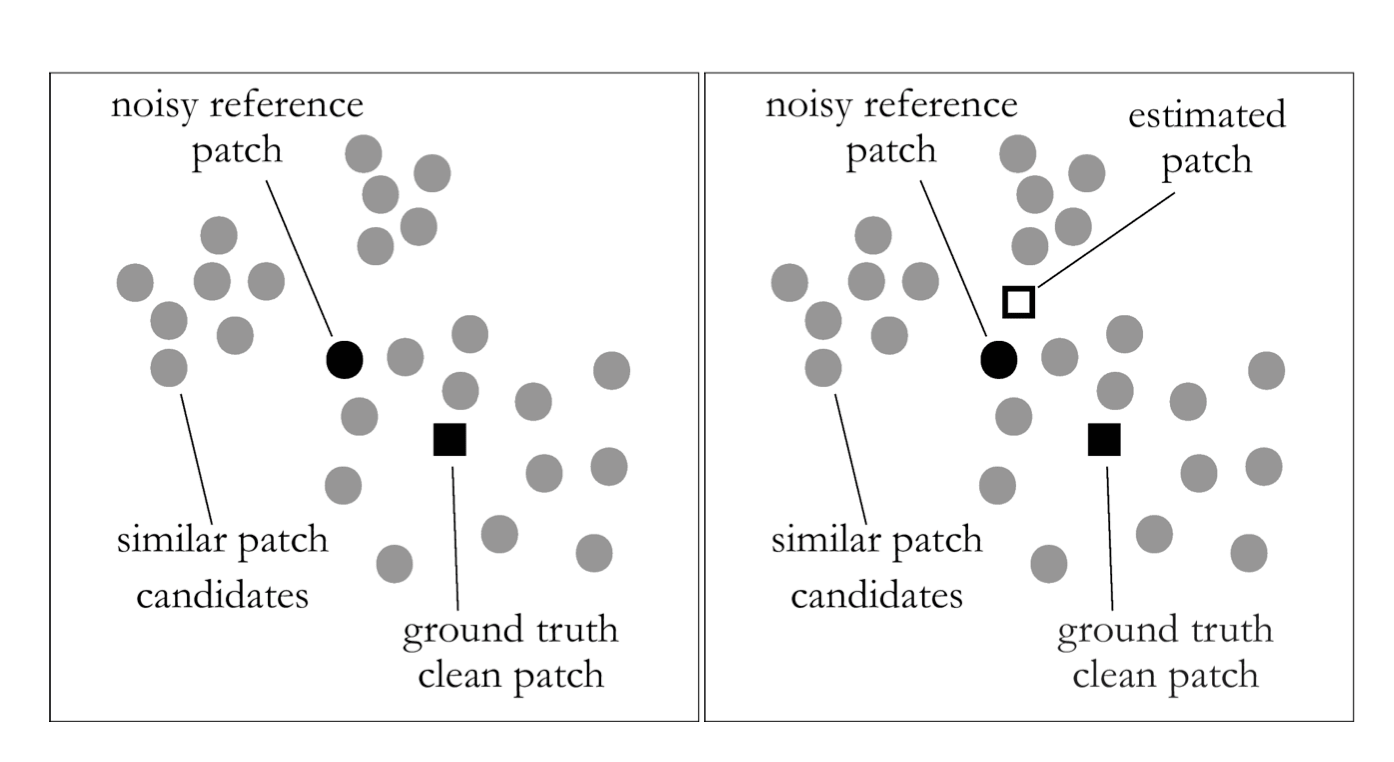 noisy reference
patch
similar patch
candidates
ground truth
clean patch
noisy reference
patch
estimated
patch
similar patch
candidates
ground truth
clean patch